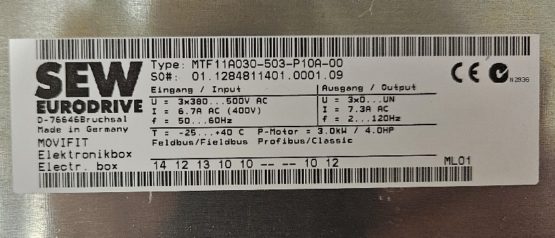 SEW
EURODRIVE
D-76646Bruchsal
Made in Germany
MOVIFIT
Elektronikbox
Electr. box
Type: MTF11A030-503-P10A-00
SO#: 01.1284811401.0001.09
Eingang / Input
U = 3x380...500V AC
I = 6.7A AC (400V)
f = 50...60Hz
Ausgang / Output
U = 3x0...UN
I = 7.3A AC
f = 2...120Hz
T = -25...+40 C P-Motor = 3.0kW / 4.0HP
Feldbus/Fieldbus Profibus/Classic
14 12 13 10 10 -- -- 10 12
ML01
CE
N2936